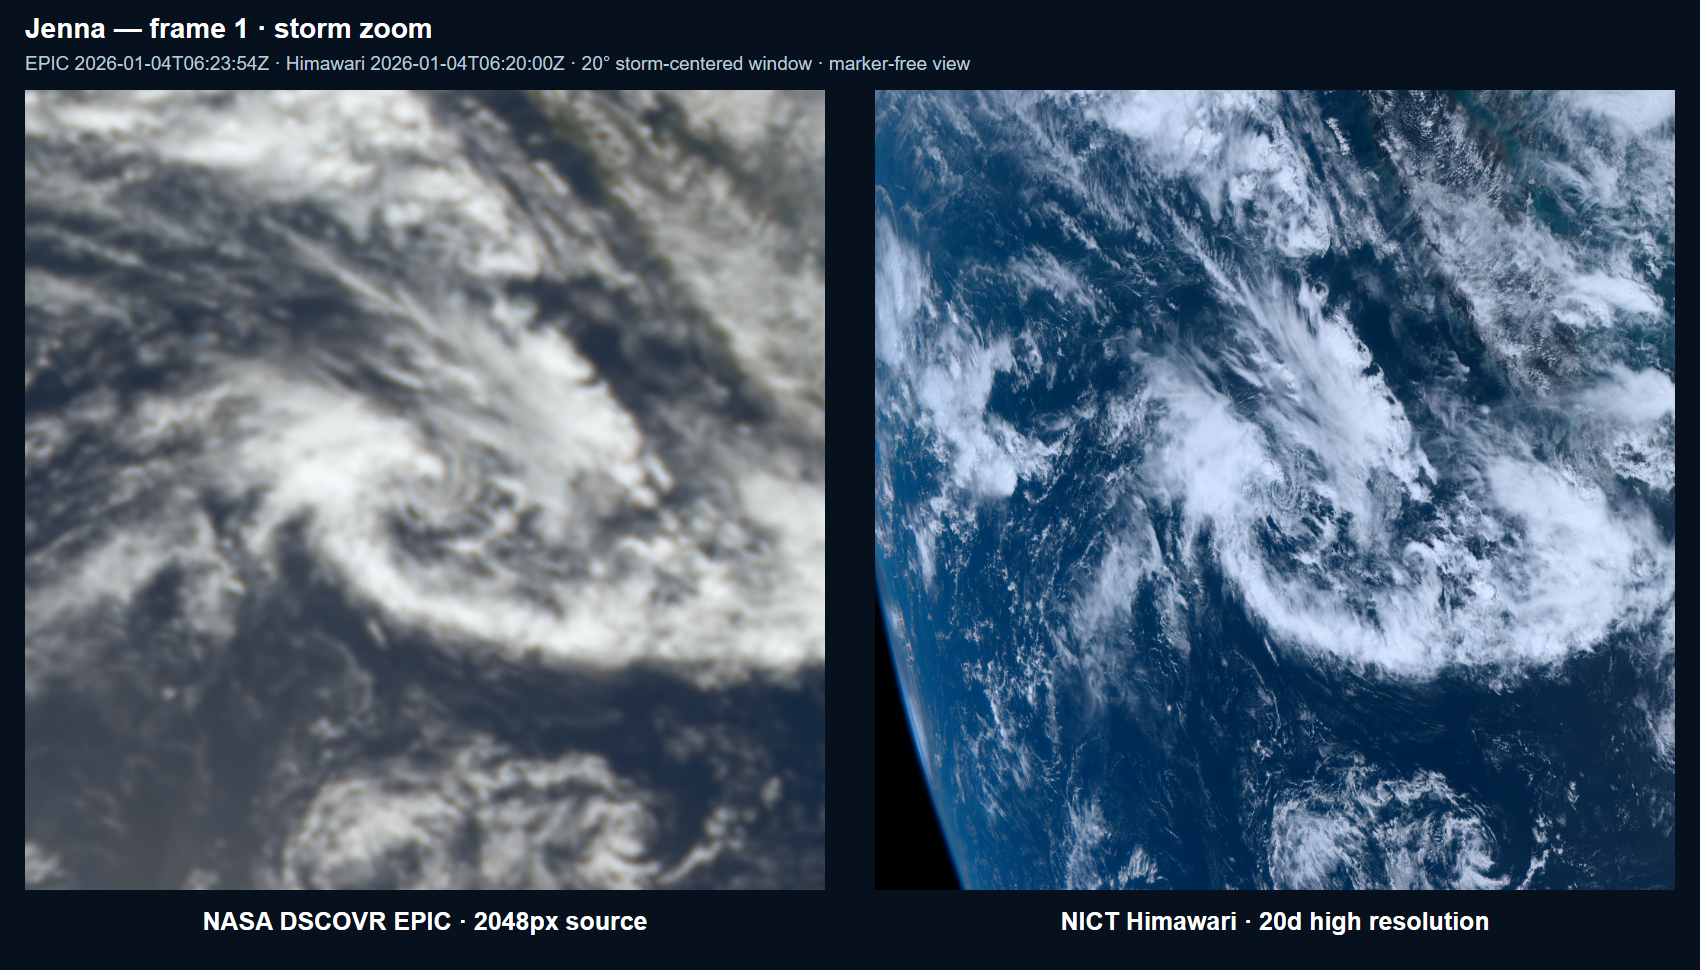 Jenna — frame 1 · storm zoom
EPIC 2026-01-04T06:23:54Z · Himawari 2026-01-04T06:20:00Z · 20° storm-centered window · marker-free view
NASA DSCOVR EPIC · 2048px source
NICT Himawari · 20d high resolution